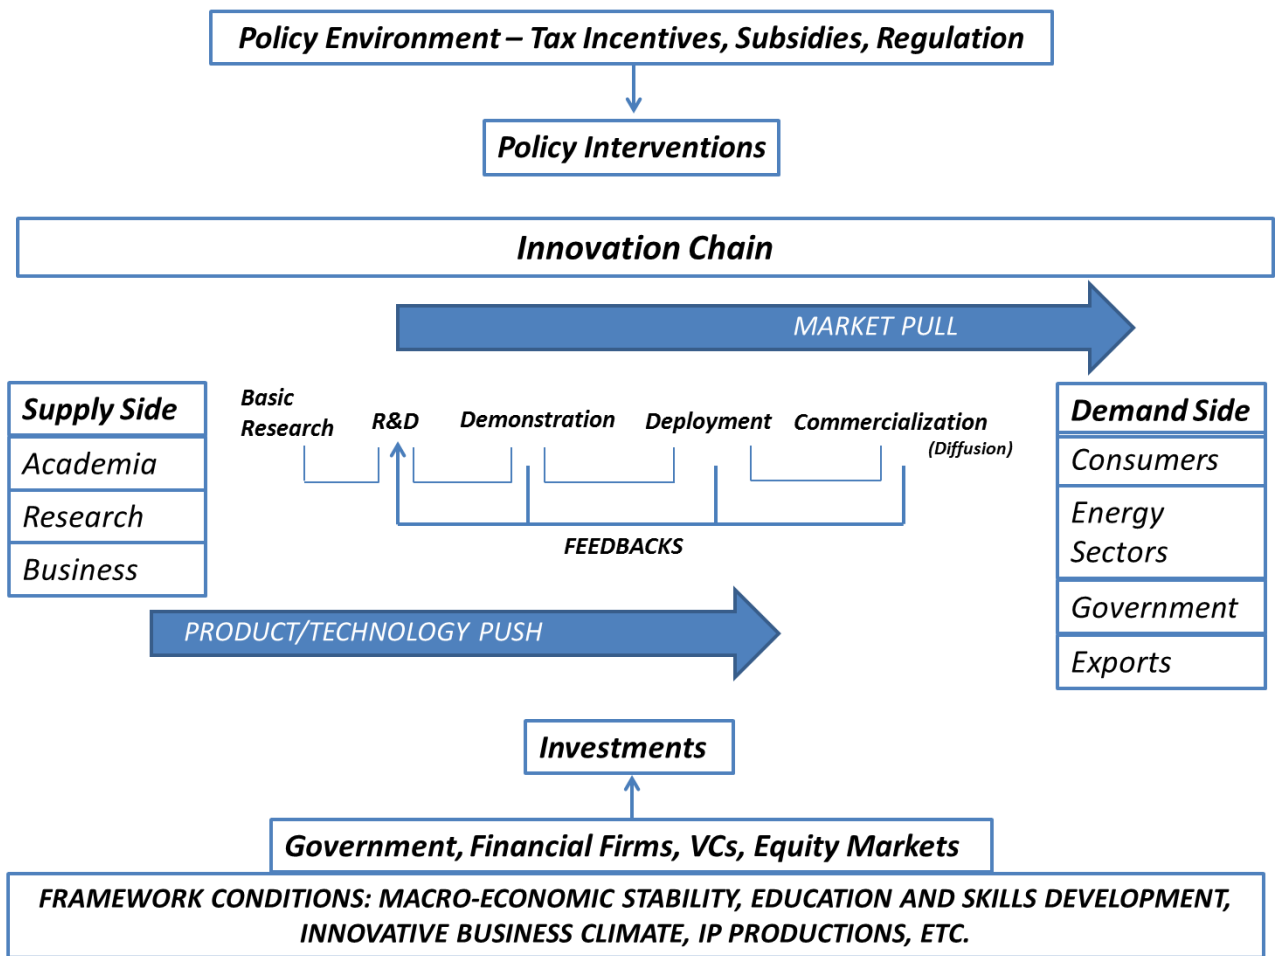 Policy Environment – Tax Incentives, Subsidies, Regulation
Policy Interventions
Innovation Chain
MARKET PULL
Supply Side
Academia
Research
Business
Basic
Research
R&D
Demonstration
Deployment
Commercialization
(Diffusion)
FEEDBACKS
Demand Side
Consumers
Energy
Sectors
Government
Exports
PRODUCT/TECHNOLOGY PUSH
Investments
Government, Financial Firms, VCs, Equity Markets
FRAMEWORK CONDITIONS: MACRO-ECONOMIC STABILITY, EDUCATION AND SKILLS DEVELOPMENT,
INNOVATIVE BUSINESS CLIMATE, IP PRODUCTIONS, ETC.